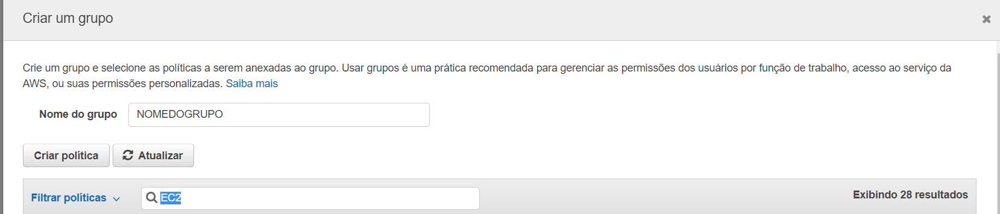 Criar um grupo
Crie um grupo e selecione as políticas a serem anexadas ao grupo. Usar grupos é uma prática recomendada para gerenciar as permissões dos usuários por função de trabalho, acesso ao serviço da
AWS, ou suas permissões personalizadas. Saiba mais
Nome do grupo NOMEDOGRUPO
Criar política Atualizar
Filtrar políticas EC2 Exibindo 28 resultados